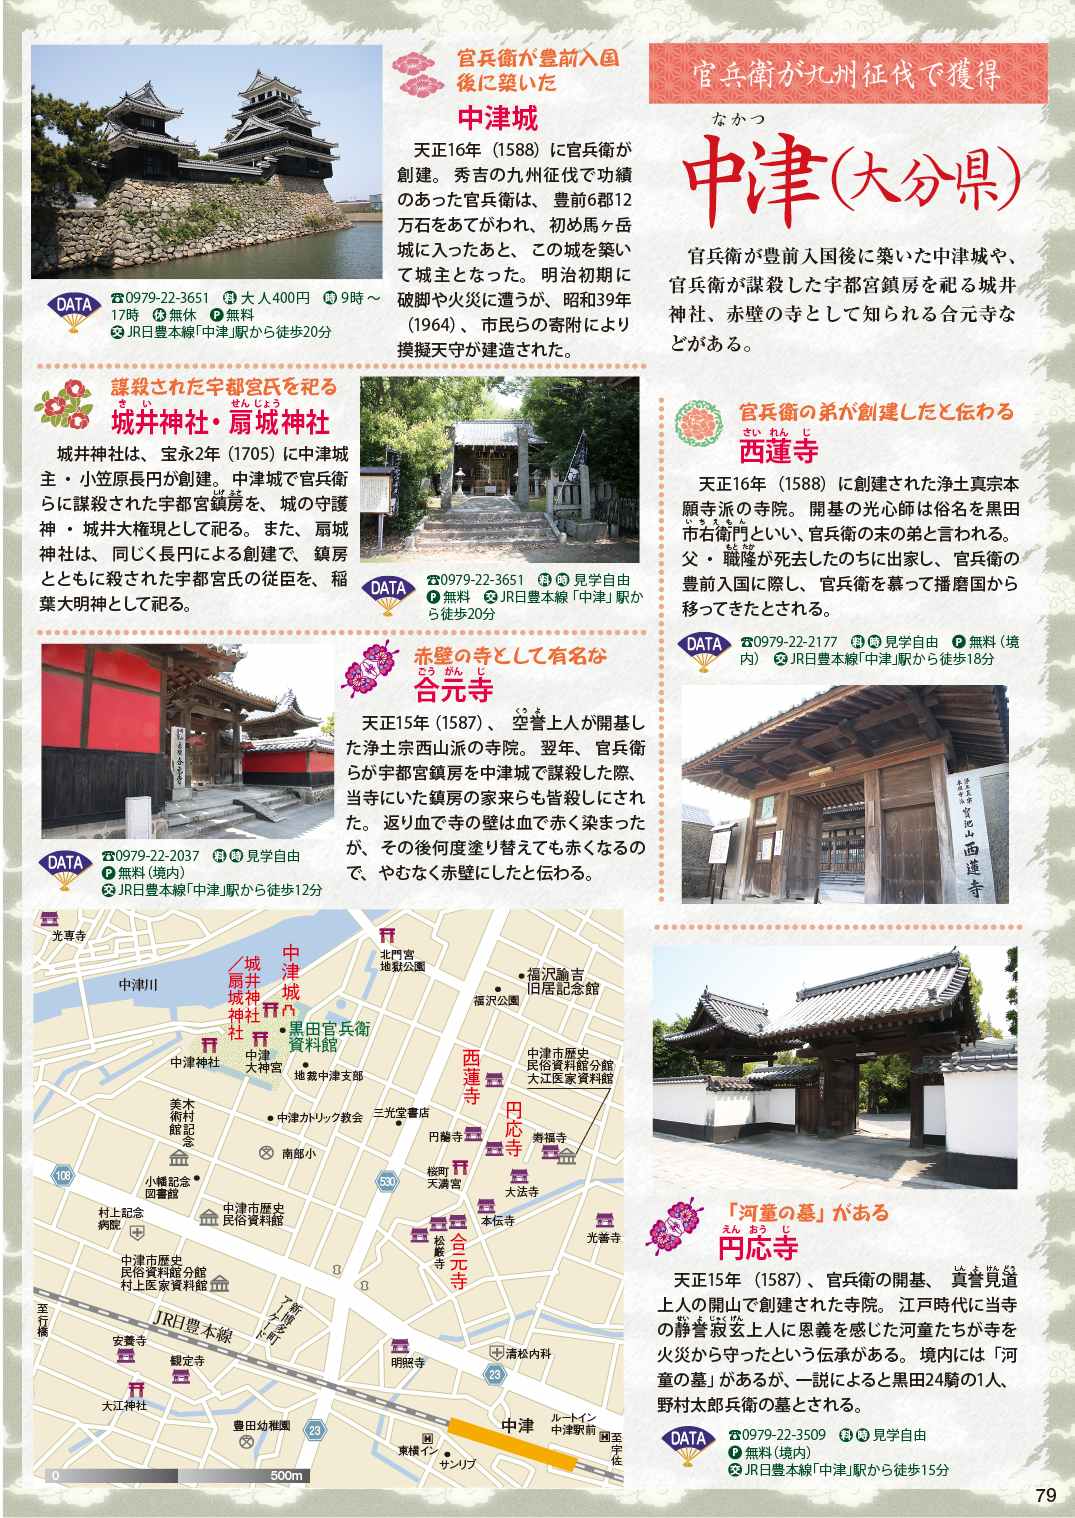 官兵衛が九州征伐で獲得
なかつ
中津(大分県)
官兵衛が豊前入国後に築いた中津城や、
官兵衛が謀殺した宇都宮鎮房を祀る城井
神社、赤壁の寺として知られる合元寺な
どがある。
官兵衛が豊前入国
後に築いた
中津城
天正16年(1588)に官兵衛が
創建。秀吉の九州征伐で功績
のあった官兵衛は、豊前6郡12
万石をあてがわれ、初め馬ヶ岳
城に入ったあと、この城を築い
て城主となった。明治初期に
破脚や火災に遭うが、昭和39年
(1964)、市民らの寄附により
摸擬天守が建造された。
DATA
☎0979-22-3651 料 大人400円 時 9時〜
17時 休 無休 P 無料
交 JR日豊本線「中津」駅から徒歩20分
謀殺された宇都宮氏を祀る
さい せんじょう
城井神社・扇城神社
城井神社は、宝永2年(1705)に中津城
主・小笠原長円が創建。中津城で官兵衛
しげふさ
らに謀殺された宇都宮鎮房を、城の守護
神・城井大権現として祀る。また、扇城
神社は、同じく長円による創建で、鎮房
とともに殺された宇都宮氏の従臣を、稲
葉大明神として祀る。
DATA
☎0979-22-3651 料 時 見学自由
P 無料 交 JR日豊本線「中津」駅か
ら徒歩20分
官兵衛の弟が創建したと伝わる
さい れん じ
西蓮寺
天正16年(1588)に創建された浄土真宗本
願寺派の寺院。開基の光心師は俗名を黒田
いちえもん
市右衛門といい、官兵衛の末の弟と言われる。
もとたか
父・職隆が死去したのちに出家し、官兵衛の
豊前入国に際し、官兵衛を慕って播磨国から
移ってきたとされる。
DATA
☎0979-22-2177 料 時 見学自由 P 無料(境
内) 交 JR日豊本線「中津」駅から徒歩18分
寳池山 西蓮寺
赤壁の寺として有名な
ごう がん じ
合元寺
くうよ
天正15年(1587)、空誉上人が開基し
た浄土宗西山派の寺院。翌年、官兵衛
らが宇都宮鎮房を中津城で謀殺した際、
当寺にいた鎮房の家来らも皆殺しにされ
た。返り血で寺の壁は血で赤く染まった
が、その後何度塗り替えても赤くなるの
で、やむなく赤壁にしたと伝わる。
合元寺
DATA
☎0979-22-2037 料 時 見学自由
P 無料(境内)
交 JR日豊本線「中津」駅から徒歩12分
光専寺
中津川
城井神社
／扇城神社
中津城
黒田官兵衛
資料館
北門宮
地獄公園
福沢諭吉
旧居記念館
福沢公園
中津神社
中津
大神宮
地裁中津支部
西蓮寺
中津市歴史
民俗資料館分館
大江医家資料館
円応寺
木村記念
美術館
中津カトリック教会
三光堂書店
円龍寺
寿福寺
南部小
桜町
天満宮
大法寺
108
530
小幡記念
図書館
村上記念
病院
中津市歴史
民俗資料館
本伝寺
松厳寺
合元寺
光善寺
中津市歴史
民俗資料館分館
村上医家資料館
至行橋
JR日豊本線
新博多町
アーケード
安養寺
観定寺
明照寺
清松内科
23
大江神社
豊田幼稚園
23
中津
ルートイン
中津駅前
東横イン
サンリブ
至宇佐
0 500m
「河童の墓」がある
えん おう じ
円応寺
しんよけんどう
天正15年(1587)、官兵衛の開基、真誉見道
上人の開山で創建された寺院。江戸時代に当寺
せいよじゃくげん
の静誉寂玄上人に恩義を感じた河童たちが寺を
火災から守ったという伝承がある。境内には「河
童の墓」があるが、一説によると黒田24騎の1人、
野村太郎兵衛の墓とされる。
DATA
☎0979-22-3509 料 時 見学自由
P 無料(境内)
交 JR日豊本線「中津」駅から徒歩15分
79